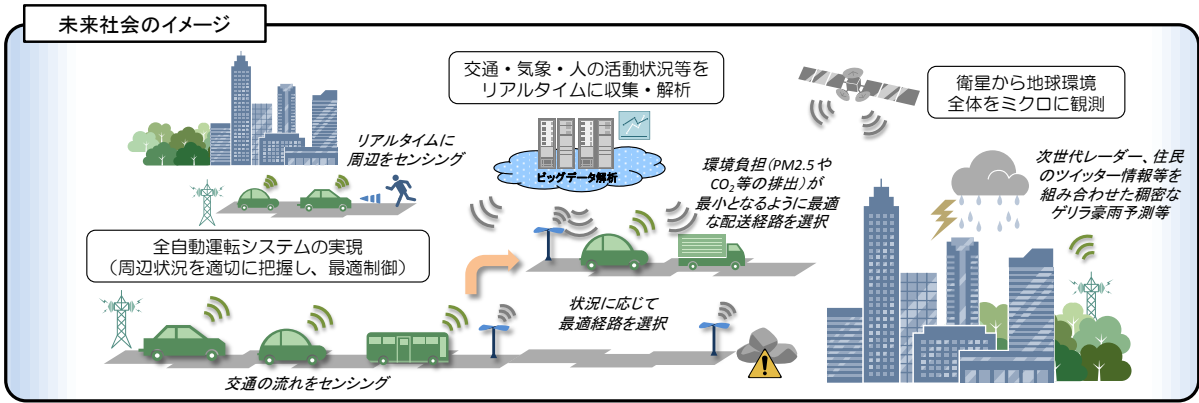 未来社会のイメージ
交通・気象・人の活動状況等を
リアルタイムに収集・解析
衛星から地球環境
全体をミクロに観測
リアルタイムに
周辺をセンシング
ビッグデータ解析
環境負担(PM2.5や
CO₂等の排出)が
最小となるように最適
な配送経路を選択
次世代レーダー、住民
のツイッター情報等を
組み合わせた稠密な
ゲリラ豪雨予測等
全自動運転システムの実現
（周辺状況を適切に把握し、最適制御）
状況に応じて
最適経路を選択
交通の流れをセンシング